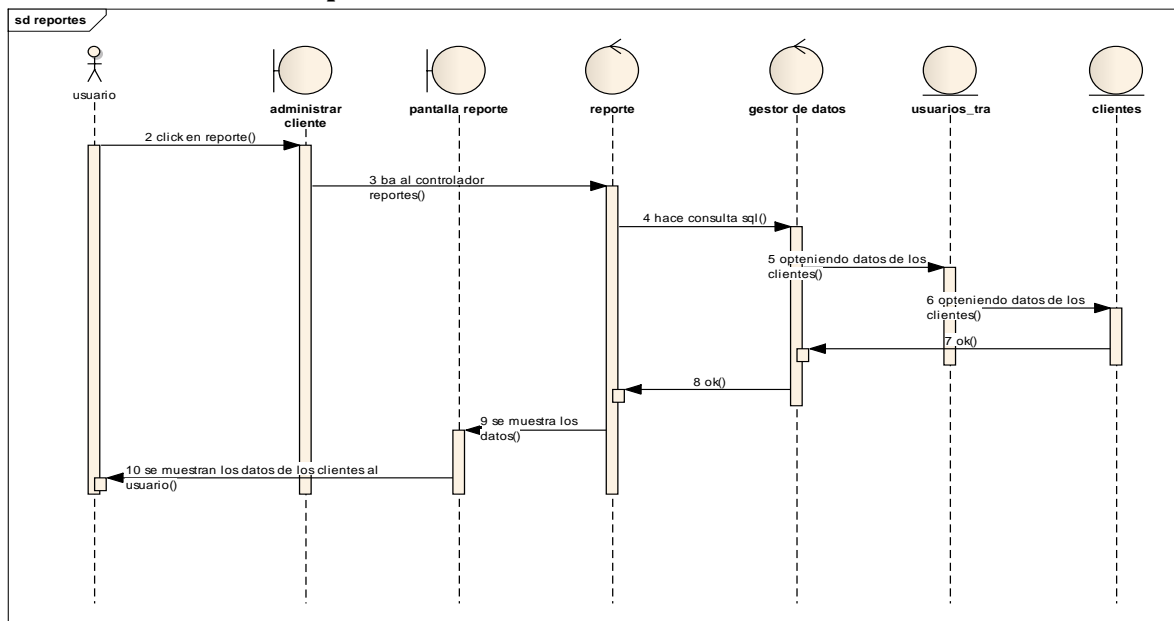 sd reportes
usuario
administrar
cliente
pantalla reporte
reporte
gestor de datos
usuarios_tra
clientes
2 click en reporte()
3 ba al controlador
reportes()
4 hace consulta sql()
5 opteniendo datos de los
clientes()
6 opteniendo datos de los
clientes()
7 ok()
8 ok()
9 se muestra los
datos()
10 se muestran los datos de los clientes al
usuario()